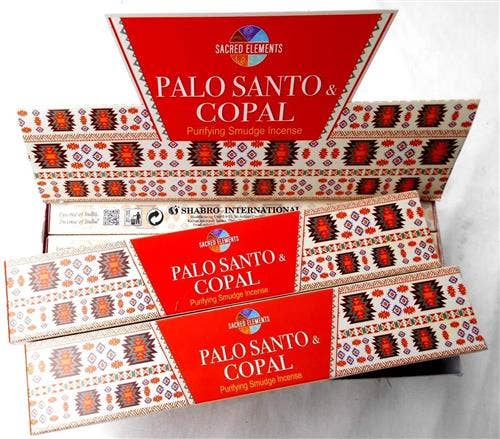 SACRED ELEMENTS
PALO SANTO &
COPAL
Purifying Smudge Incense
SHABRO INTERNATIONAL
SACRED ELEMENTS
PALO SANTO &
COPAL
Purifying Smudge Incense
SACRED ELEMENTS
PALO SANTO &
COPAL
Purifying Smudge Incense